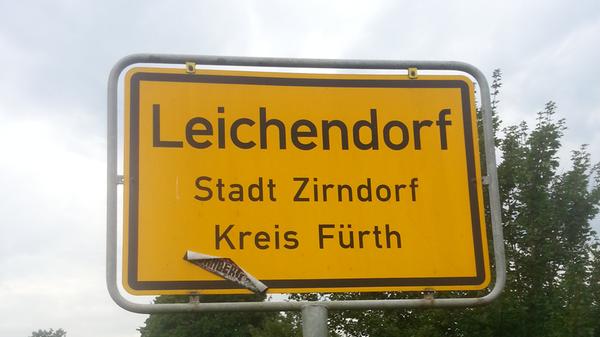 Leichendorf
Stadt Zirndorf
Kreis Fürth